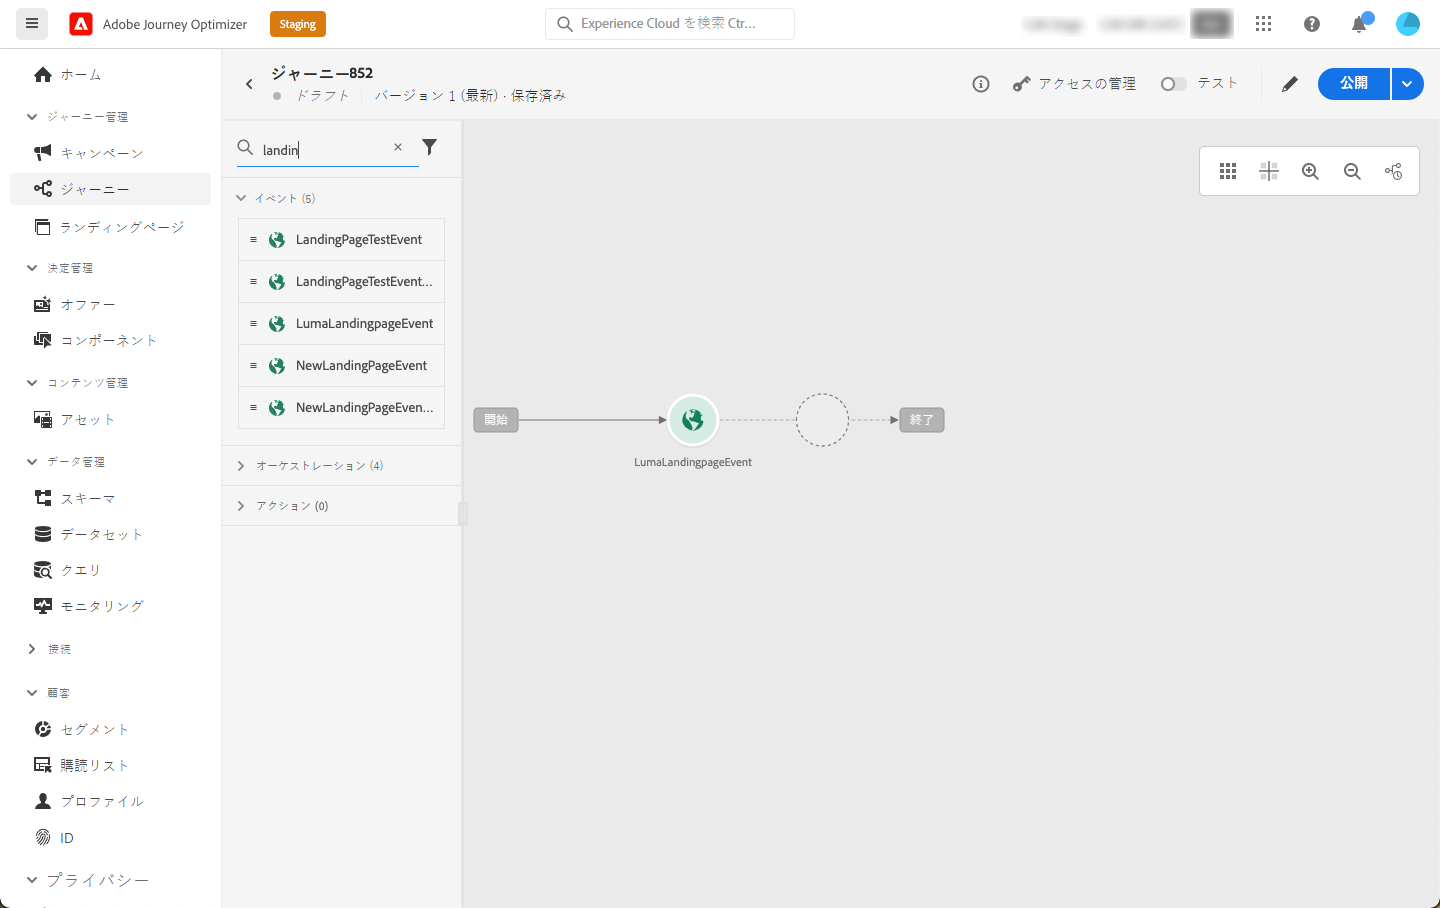 Adobe Journey Optimizer
Staging
Experience Cloud を検索 Ctr...
ホーム
ジャーニー管理
キャンペーン
ジャーニー
ランディングページ
決定管理
オファー
コンポーネント
コンテンツ管理
アセット
データ管理
スキーマ
データセット
クエリ
モニタリング
接続
顧客
セグメント
購読リスト
プロファイル
ID
プライバシー
ジャーニー852
ドラフト
バージョン 1 (最新) · 保存済み
アクセスの管理
テスト
公開
landin
イベント (5)
LandingPageTestEvent
LandingPageTestEvent...
LumaLandingpageEvent
NewLandingPageEvent
NewLandingPageEven...
オーケストレーション (4)
アクション (0)
開始
LumaLandingpageEvent
終了